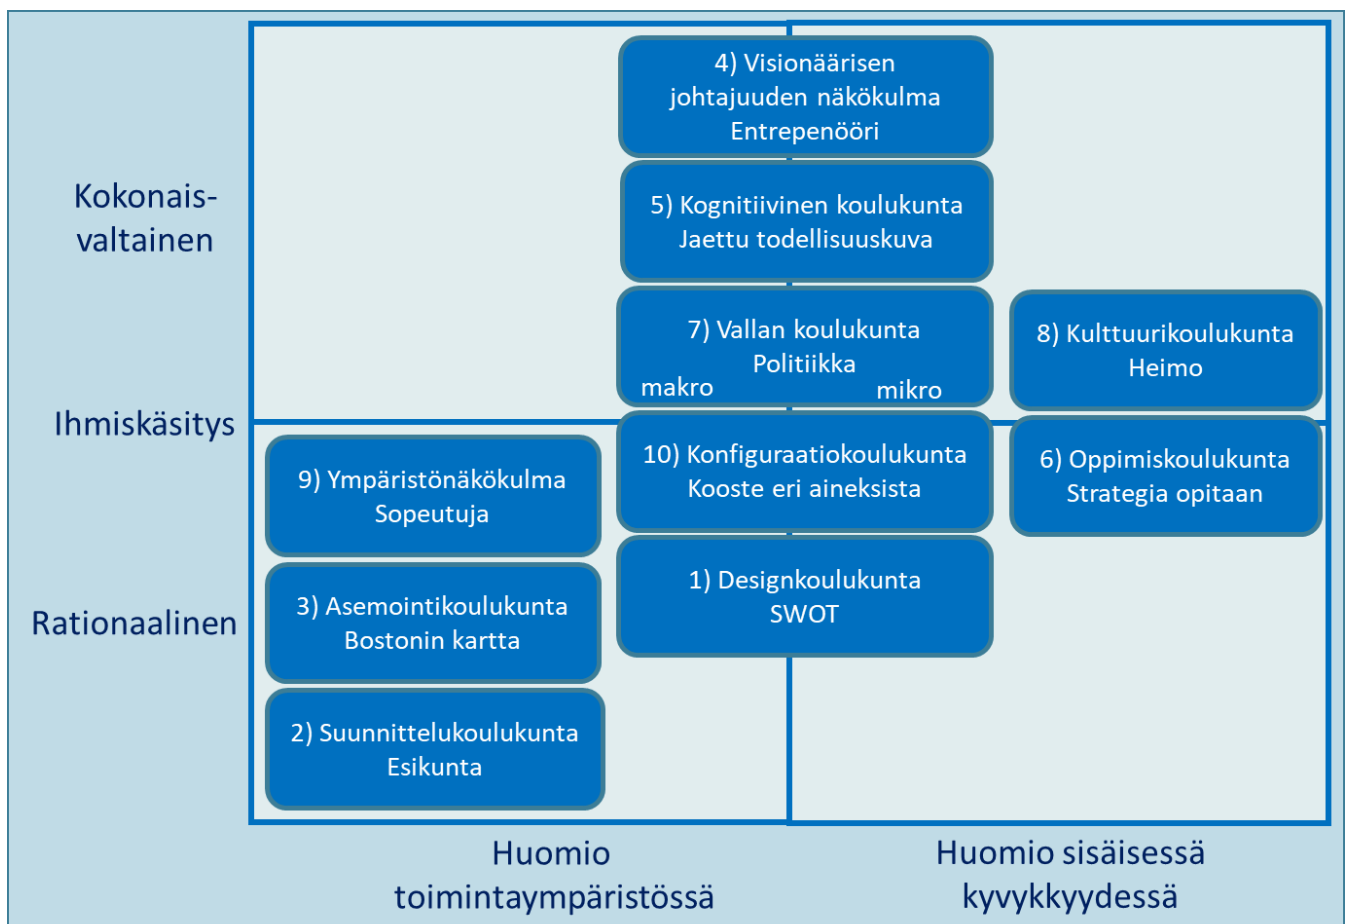 4) Visionäärisen
johtajuuden näkökulma
Entrepenööri
Kokonais-
valtainen
5) Kognitiivinen koulukunta
Jaettu todellisuuskuva
7) Vallan koulukunta
Politiikka
makro
mikro
8) Kulttuurikoulukunta
Heimo
Ihmiskäsitys
9) Ympäristönäkökulma
Sopeutuja
10) Konfiguraatiokoulukunta
Kooste eri aineksista
6) Oppimiskoulukunta
Strategia opitaan
Rationaalinen
3) Asemointikoulukunta
Bostonin kartta
1) Designkoulukunta
SWOT
2) Suunnittelukoulukunta
Esikunta
Huomio
toimintaympäristössä
Huomio sisäisessä
kyvykkyydessä